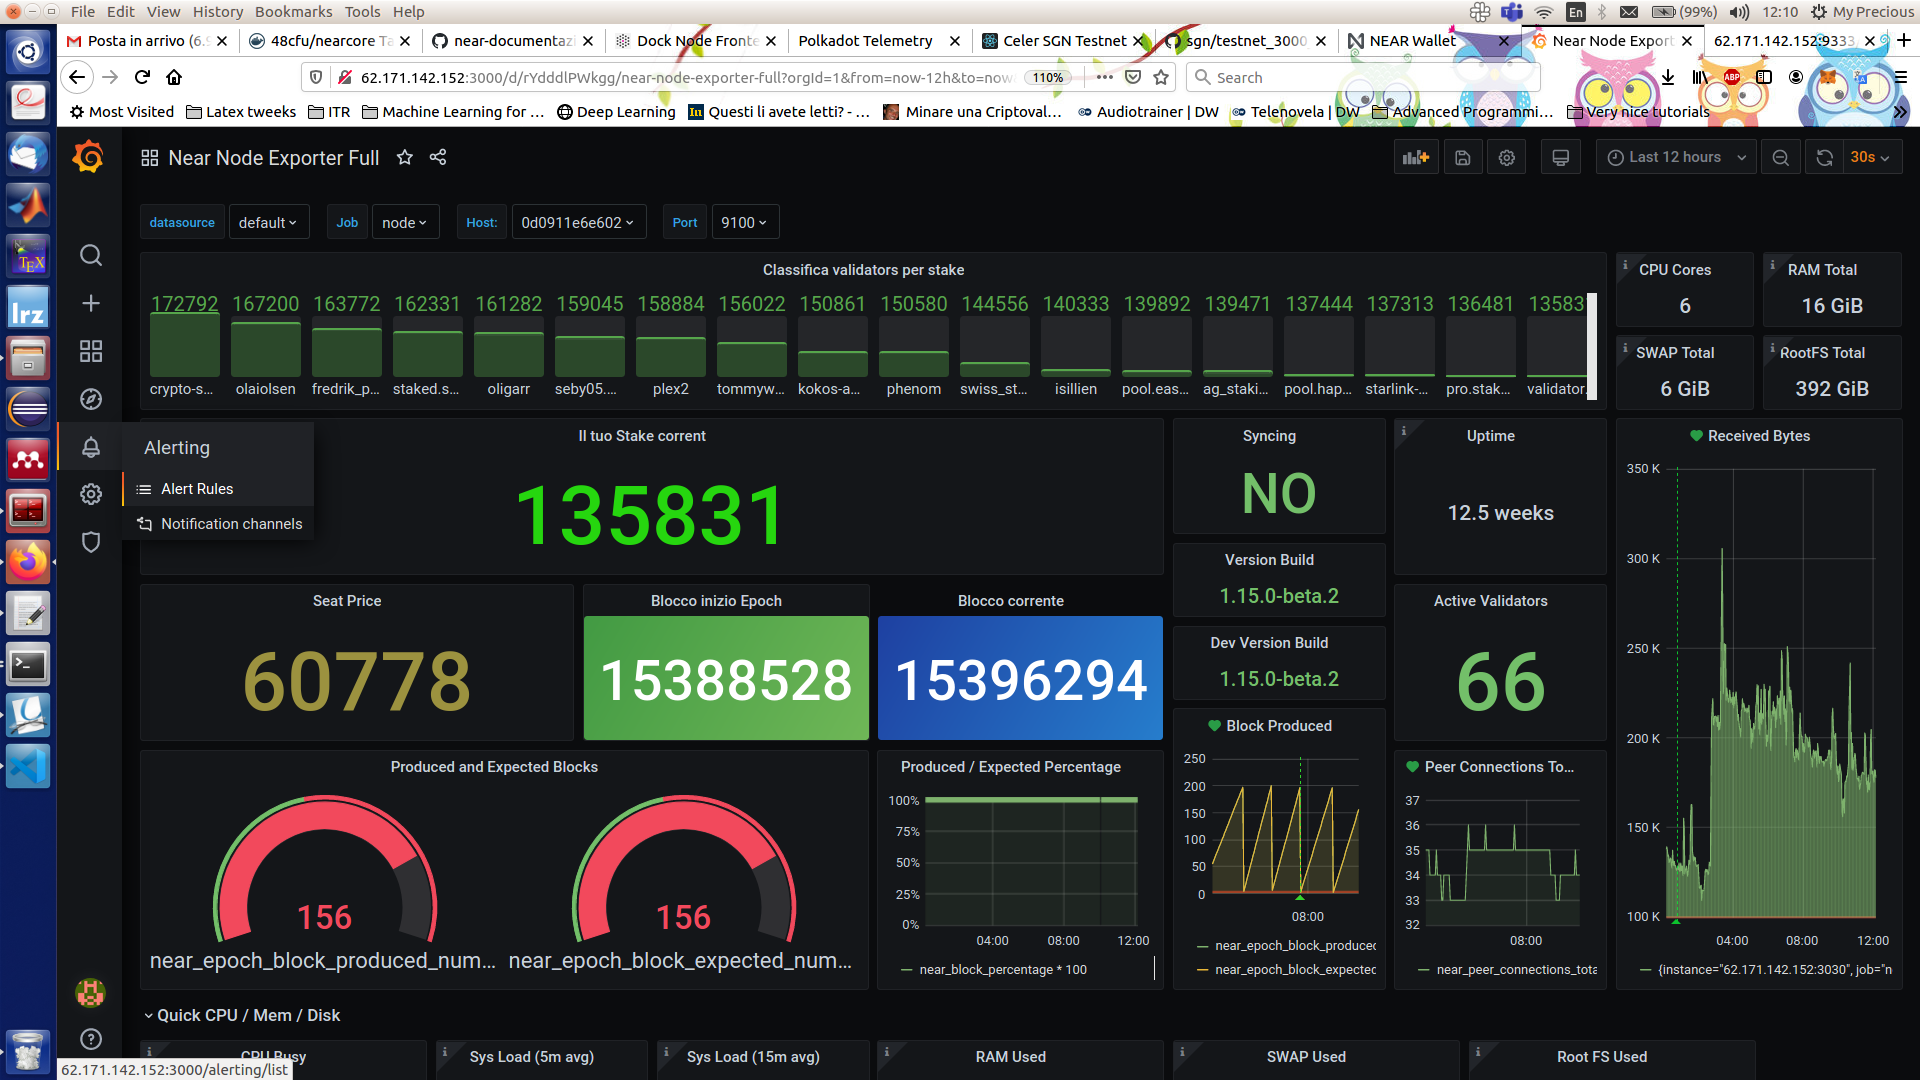 File Edit View History Bookmarks Tools Help
En (99%) 12:10 My Precious
Posta in arrivo (6.9
48cfu/nearcore Ta
near-documentaz
Dock Node Fronte
Polkadot Telemetry
Celer SGN Testnet
sgn/testnet_3000
NEAR Wallet
Near Node Export
62.171.142.152:9333
62.171.142.152:3000/d/rYdddlPWkgg/near-node-exporter-full?orgId=1&from=now-12h&to=now
110%
Search
ABP
Most Visited Latex tweeks ITR Machine Learning for ... Deep Learning Questi li avete letti? - ... Minare una Criptoval... Audiotrainer | DW Telenovela | DW Advanced Programmi... Very nice tutorials
Near Node Exporter Full
Last 12 hours
30s
datasource default Job node Host: 0d0911e6e602 Port 9100
Classifica validators per stake
172792 167200 163772 162331 161282 159045 158884 156022 150861 150580 144556 140333 139892 139471 137444 137313 136481 13583
crypto-s... olaiolsen fredrik_p... staked.s... oligarr seby05.... plex2 tommyw... kokos-a... phenom swiss_st... isillien pool.eas... ag_staki... pool.hap... starlink-... pro.stak... validator.
CPU Cores
6
RAM Total
16 GiB
SWAP Total
6 GiB
RootFS Total
392 GiB
Alerting
Alert Rules
Notification channels
Il tuo Stake corrent
135831
Syncing
NO
Uptime
12.5 weeks
Received Bytes
350 K
300 K
250 K
200 K
150 K
100 K
04:00 08:00 12:00
{instance="62.171.142.152:3030", job="n
Version Build
1.15.0-beta.2
Dev Version Build
1.15.0-beta.2
Active Validators
66
Seat Price
60778
Blocco inizio Epoch
15388528
Blocco corrente
15396294
Produced and Expected Blocks
156
near_epoch_block_produced_num...
156
near_epoch_block_expected_num...
Produced / Expected Percentage
100%
75%
50%
25%
0%
04:00 08:00 12:00
near_block_percentage * 100
Block Produced
250
200
150
100
50
0
08:00
near_epoch_block_produced
near_epoch_block_expected
Peer Connections To...
37
36
35
34
33
32
08:00
near_peer_connections_tota
Quick CPU / Mem / Disk
CPU Busy
Sys Load (5m avg)
Sys Load (15m avg)
RAM Used
SWAP Used
Root FS Used
62.171.142.152:3000/alerting/list
lrz
TEX